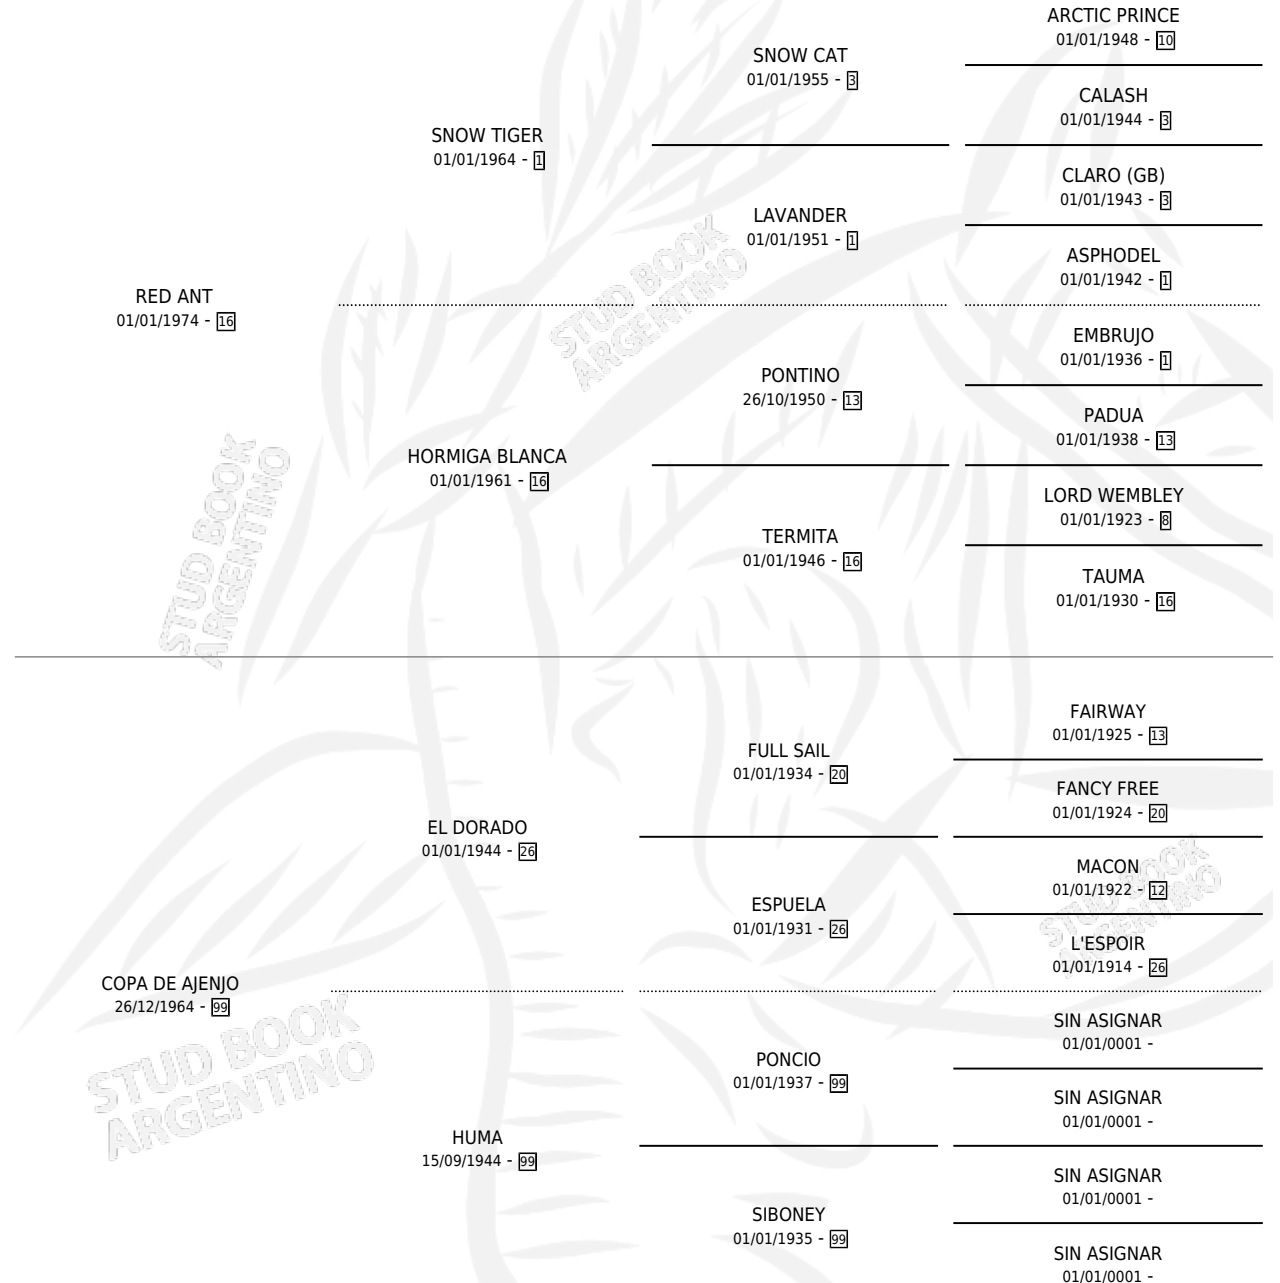 ARCTIC PRINCE
01/01/1948 - 10
SNOW CAT
01/01/1955 - 3
CALASH
01/01/1944 - 3
SNOW TIGER
01/01/1964 - 1
CLARO (GB)
01/01/1943 - 3
LAVANDER
01/01/1951 - 1
ASPHODEL
01/01/1942 - 1
RED ANT
01/01/1974 - 16
EMBRUJO
01/01/1936 - 1
PONTINO
26/10/1950 - 13
PADUA
01/01/1938 - 13
HORMIGA BLANCA
01/01/1961 - 16
LORD WEMBLEY
01/01/1923 - 8
TERMITA
01/01/1946 - 16
TAUMA
01/01/1930 - 16
FAIRWAY
01/01/1925 - 13
FULL SAIL
01/01/1934 - 20
FANCY FREE
01/01/1924 - 20
EL DORADO
01/01/1944 - 26
MACON
01/01/1922 - 12
ESPUELA
01/01/1931 - 26
L'ESPOIR
01/01/1914 - 26
COPA DE AJENJO
26/12/1964 - 99
SIN ASIGNAR
01/01/0001 -
PONCIO
01/01/1937 - 99
SIN ASIGNAR
01/01/0001 -
HUMA
15/09/1944 - 99
SIN ASIGNAR
01/01/0001 -
SIBONEY
01/01/1935 - 99
SIN ASIGNAR
01/01/0001 -
STUD BOOK
ARGENTINO
STUD BOOK
ARGENTINO
STUD BOOK
ARGENTINO
STUD BOOK
ARGENTINO